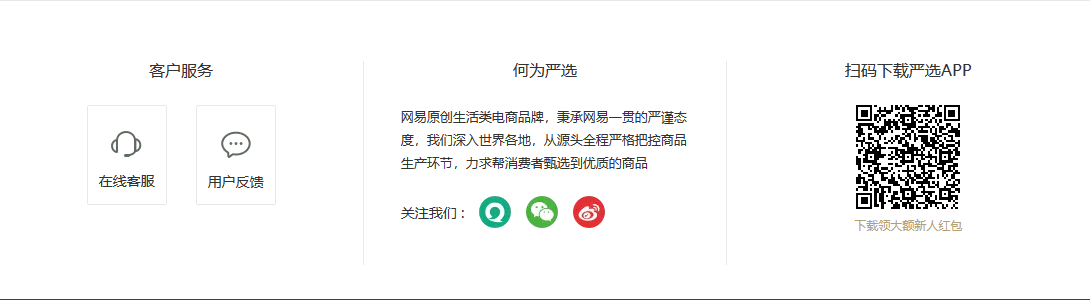 客户服务
在线客服
用户反馈
何为严选
网易原创生活类电商品牌，秉承网易一贯的严谨态
度，我们深入世界各地，从源头全程严格把控商品
生产环节，力求帮消费者甄选到优质的商品
关注我们：
扫码下载严选APP
下载领大额新人红包